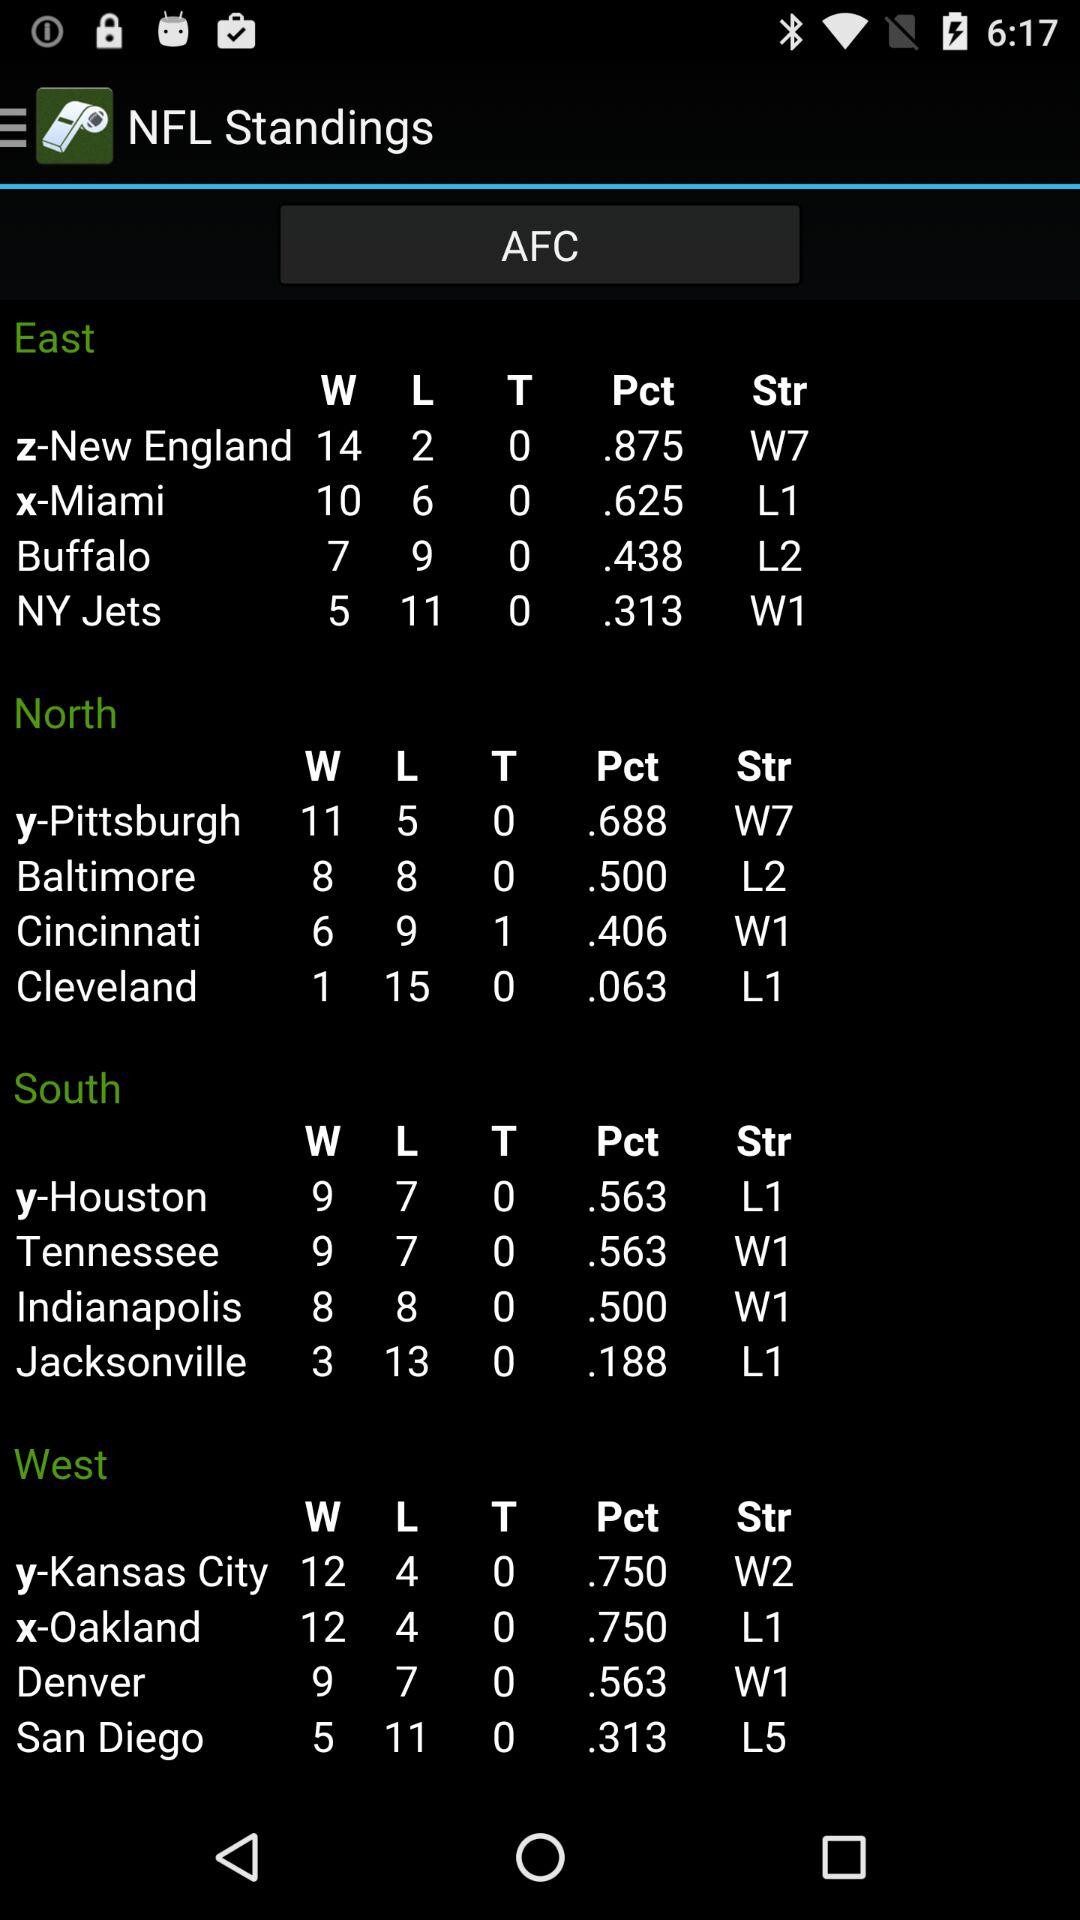 6:17
NFL Standings
AFC
East
W L T Pct Str
z-New England 14 2 0 .875 W7
x-Miami 10 6 0 .625 L1
Buffalo 7 9 0 .438 L2
NY Jets 5 11 0 .313 W1
North
W L T Pct Str
y-Pittsburgh 11 5 0 .688 W7
Baltimore 8 8 0 .500 L2
Cincinnati 6 9 1 .406 W1
Cleveland 1 15 0 .063 L1
South
W L T Pct Str
y-Houston 9 7 0 .563 L1
Tennessee 9 7 0 .563 W1
Indianapolis 8 8 0 .500 W1
Jacksonville 3 13 0 .188 L1
West
W L T Pct Str
y-Kansas City 12 4 0 .750 W2
x-Oakland 12 4 0 .750 L1
Denver 9 7 0 .563 W1
San Diego 5 11 0 .313 L5